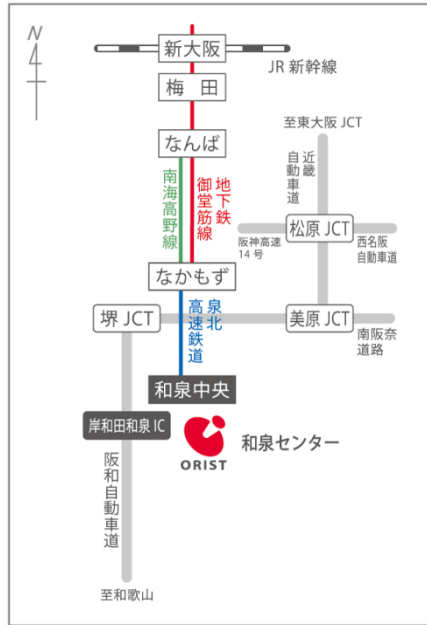 N
新大阪
JR 新幹線
梅 田
至東大阪 JCT
なんば
近畿
自動車道
南海高野線
地下鉄
御堂筋線
阪神高速
14 号
松原 JCT
西名阪
自動車道
なかもず
堺 JCT
泉北
高速鉄道
美原 JCT
南阪奈
道路
和泉中央
岸和田和泉 IC
ORIST
和泉センター
阪和自動車道
至和歌山